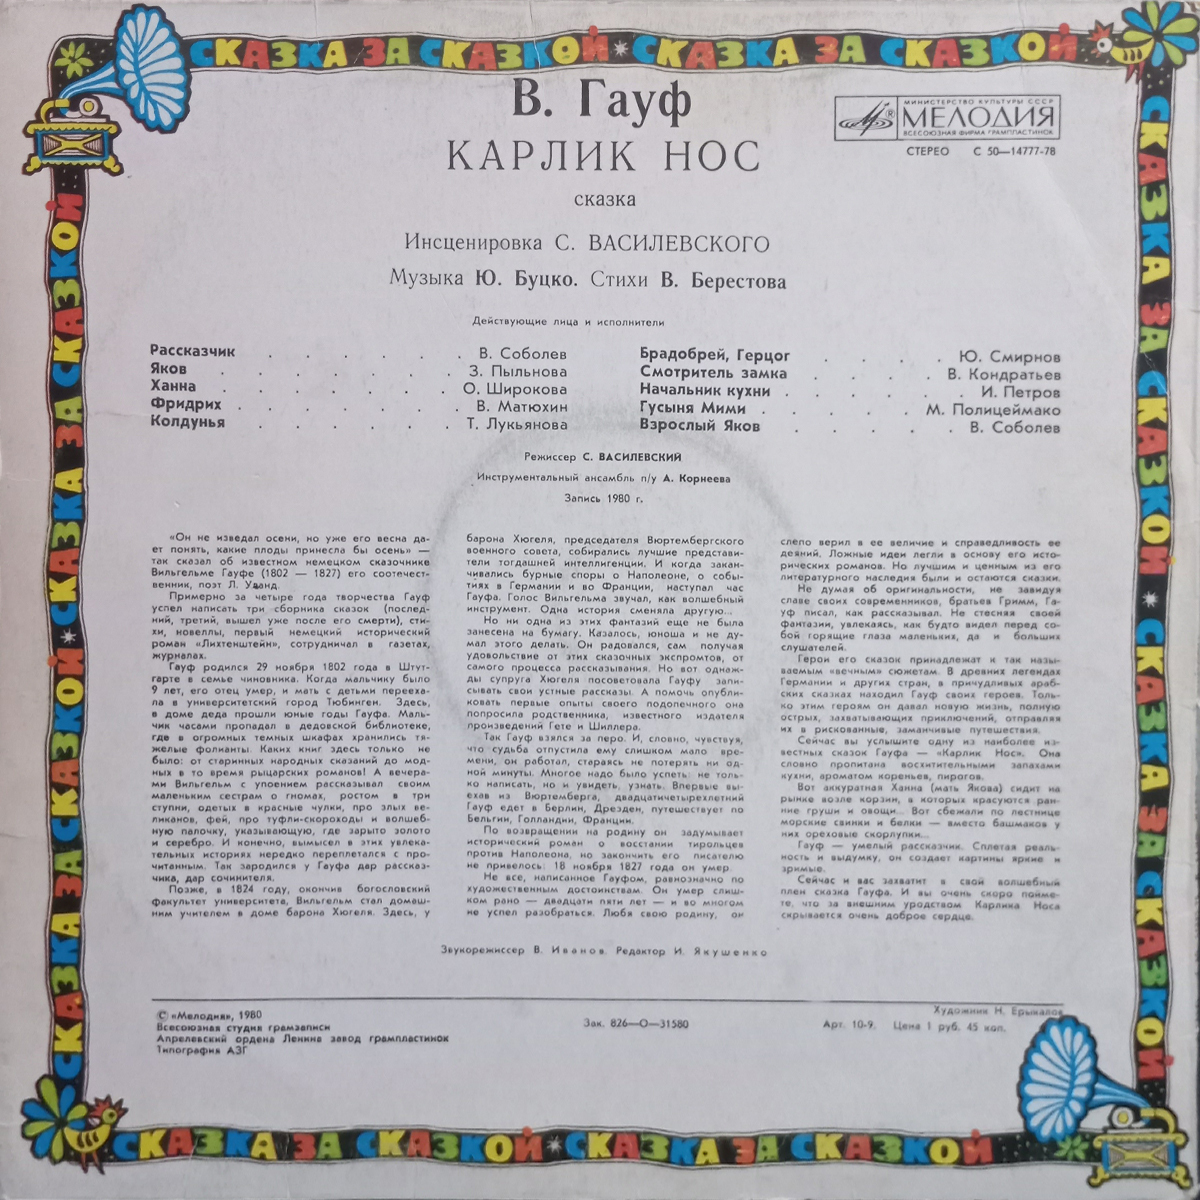 СКАЗКА ЗА СКАЗКОЙ * СКАЗКА ЗА СКАЗКОЙ
В. Гауф
КАРЛИК НОС
сказка
МИНИСТЕРСТВО КУЛЬТУРЫ СССР
МЕЛОДИЯ
ВСЕСОЮЗНАЯ ФИРМА ГРАМПЛАСТИНОК
СТЕРЕО С 50—14777-78
Инсценировка С. ВАСИЛЕВСКОГО
Музыка Ю. Буцко. Стихи В. Берестова
Действующие лица и исполнители
Рассказчик . . . . . . В. Соболев
Яков . . . . . . . З. Пыльнова
Ханна . . . . . . . О. Широкова
Фридрих . . . . . . . В. Матюхин
Колдунья . . . . . . Т. Лукьянова
Брадобрей, Герцог . . . . Ю. Смирнов
Смотритель замка . . . . . В. Кондратьев
Начальник кухни . . . . . . И. Петров
Гусыня Мими . . . . . . М. Полицеймако
Взрослый Яков . . . . . . В. Соболев
Режиссер С. ВАСИЛЕВСКИЙ
Инструментальный ансамбль п/у А. Корнеева
Запись 1980 г.
«Он не изведал осени, но уже его весна да-
ет понять, какие плоды принесла бы осень» —
так сказал об известном немецком сказочнике
Вильгельме Гауфе (1802 — 1827) его соотечест-
венник, поэт Л. Уланд.
Примерно за четыре года творчества Гауф
успел написать три сборника сказок (послед-
ний, третий, вышел уже после его смерти), сти-
хи, новеллы, первый немецкий исторический
роман «Лихтенштейн», сотрудничал в газетах,
журналах.
Гауф родился 29 ноября 1802 года в Штут-
гарте в семье чиновника. Когда мальчику было
9 лет, его отец умер, и мать с детьми перееха-
ла в университетский город Тюбинген. Здесь,
в доме деда прошли юные годы Гауфа. Маль-
чик часами пропадал в дедовской библиотеке,
где в огромных темных шкафах хранились тя-
желые фолианты. Каких книг здесь только не
было: от старинных народных сказаний до мод-
ных в то время рыцарских романов! А вечера-
ми Вильгельм с упоением рассказывал своим
маленьким сестрам о гномах, ростом в три
ступни, одетых в красные чулки, про злых ве-
ликанов, фей, про туфли-скороходы и волшеб-
ную палочку, указывающую, где зарыто золото
и серебро. И конечно, вымысел в этих увлека-
тельных историях нередко переплетался с про-
читанным. Так зародился у Гауфа дар рассказ-
чика, дар сочинителя.
Позже, в 1824 году, окончив богословский
факультет университета, Вильгельм стал домаш-
ним учителем в доме барона Хюгеля. Здесь, у
барона Хюгеля, председателя Вюртембергского
военного совета, собирались лучшие представи-
тели тогдашней интеллигенции. И когда закан-
чивались бурные споры о Наполеоне, о собы-
тиях в Германии и во Франции, наступал час
Гауфа. Голос Вильгельма звучал, как волшебный
инструмент. Одна история сменяла другую...
Но ни одна из этих фантазий еще не была
занесена на бумагу. Казалось, юноша и не ду-
мал этого делать. Он радовался, сам получая
удовольствие от этих сказочных экспромтов, от
самого процесса рассказывания. Но вот однаж-
ды супруга Хюгеля посоветовала Гауфу запи-
сывать свои устные рассказы. А помочь опубли-
ковать первые опыты своего подопечного она
попросила родственника, известного издателя
произведений Гете и Шиллера.
Так Гауф взялся за перо. И, словно, чувствуя,
что судьба отпустила ему слишком мало вре-
мени, он работал, стараясь не потерять ни од-
ной минуты. Многое надо было успеть: не толь-
ко написать, но и увидеть, узнать. Впервые вы-
ехав из Вюртемберга, двадцатичетырехлетний
Гауф едет в Берлин, Дрезден, путешествует по
Бельгии, Голландии, Франции.
По возвращении на родину он задумывает
исторический роман о восстании тирольцев
против Наполеона, но закончить его писателю
не привелось: 18 ноября 1827 года он умер.
Не все, написанное Гауфом, равнозначно по
художественным достоинствам. Он умер слиш-
ком рано — двадцати пяти лет — и во многом
не успел разобраться. Любя свою родину, он
слепо верил в ее величие и справедливость ее
деяний. Ложные идеи легли в основу его исто-
рических романов. Но лучшим и ценным из его
литературного наследия были и остаются сказки.
Не думая об оригинальности, не завидуя
славе своих современников, братьев Гримм, Га-
уф писал, как рассказывал. Не стесняя своей
фантазии, увлекаясь, как будто видел перед со-
бой горящие глаза маленьких, да и больших
слушателей.
Герои его сказок принадлежат к так назы-
ваемым «вечным» сюжетам. В древних легендах
Германии и других стран, в причудливых араб-
ских сказках находил Гауф своих героев. Толь-
ко этим героям он давал новую жизнь, полную
острых, захватывающих приключений, отправляя
их в рискованные, заманчивые путешествия.
Сейчас вы услышите одну из наиболее из-
вестных сказок Гауфа — «Карлик Нос». Она
словно пропитана восхитительными запахами
кухни, ароматом кореньев, пирогов.
Вот аккуратная Ханна (мать Якова) сидит на
рынке возле корзин, в которых красуются ран-
ние груши и овощи... Вот сбежали по лестнице
морские свинки и белки — вместо башмаков у
них ореховые скорлупки...
Гауф — умелый рассказчик. Сплетая реаль-
ность и выдумку, он создает картины яркие и
зримые.
Сейчас и вас захватит в свой волшебный
плен сказка Гауфа. И вы очень скоро поймe-
те, что за внешним уродством Карлика Носа
скрывается очень доброе сердце.
Звукорежиссер В. Иванов. Редактор И. Якушенко
© «Мелодия», 1980
Всесоюзная студия грамзаписи
Апрелевский ордена Ленина завод грампластинок
Типография АЗГ
Зак. 826—О—31580
Художник Н. Ерыкалов
Арт. 10-9. Цена 1 руб. 45 коп.
СКАЗКА ЗА СКАЗКОЙ * СКАЗКА ЗА СКАЗКОЙ
СКАЗКА ЗА СКАЗКОЙ * СКАЗКА ЗА СКАЗКОЙ
СКАЗКА ЗА СКАЗКОЙ * СКАЗКА ЗА СКАЗКОЙ